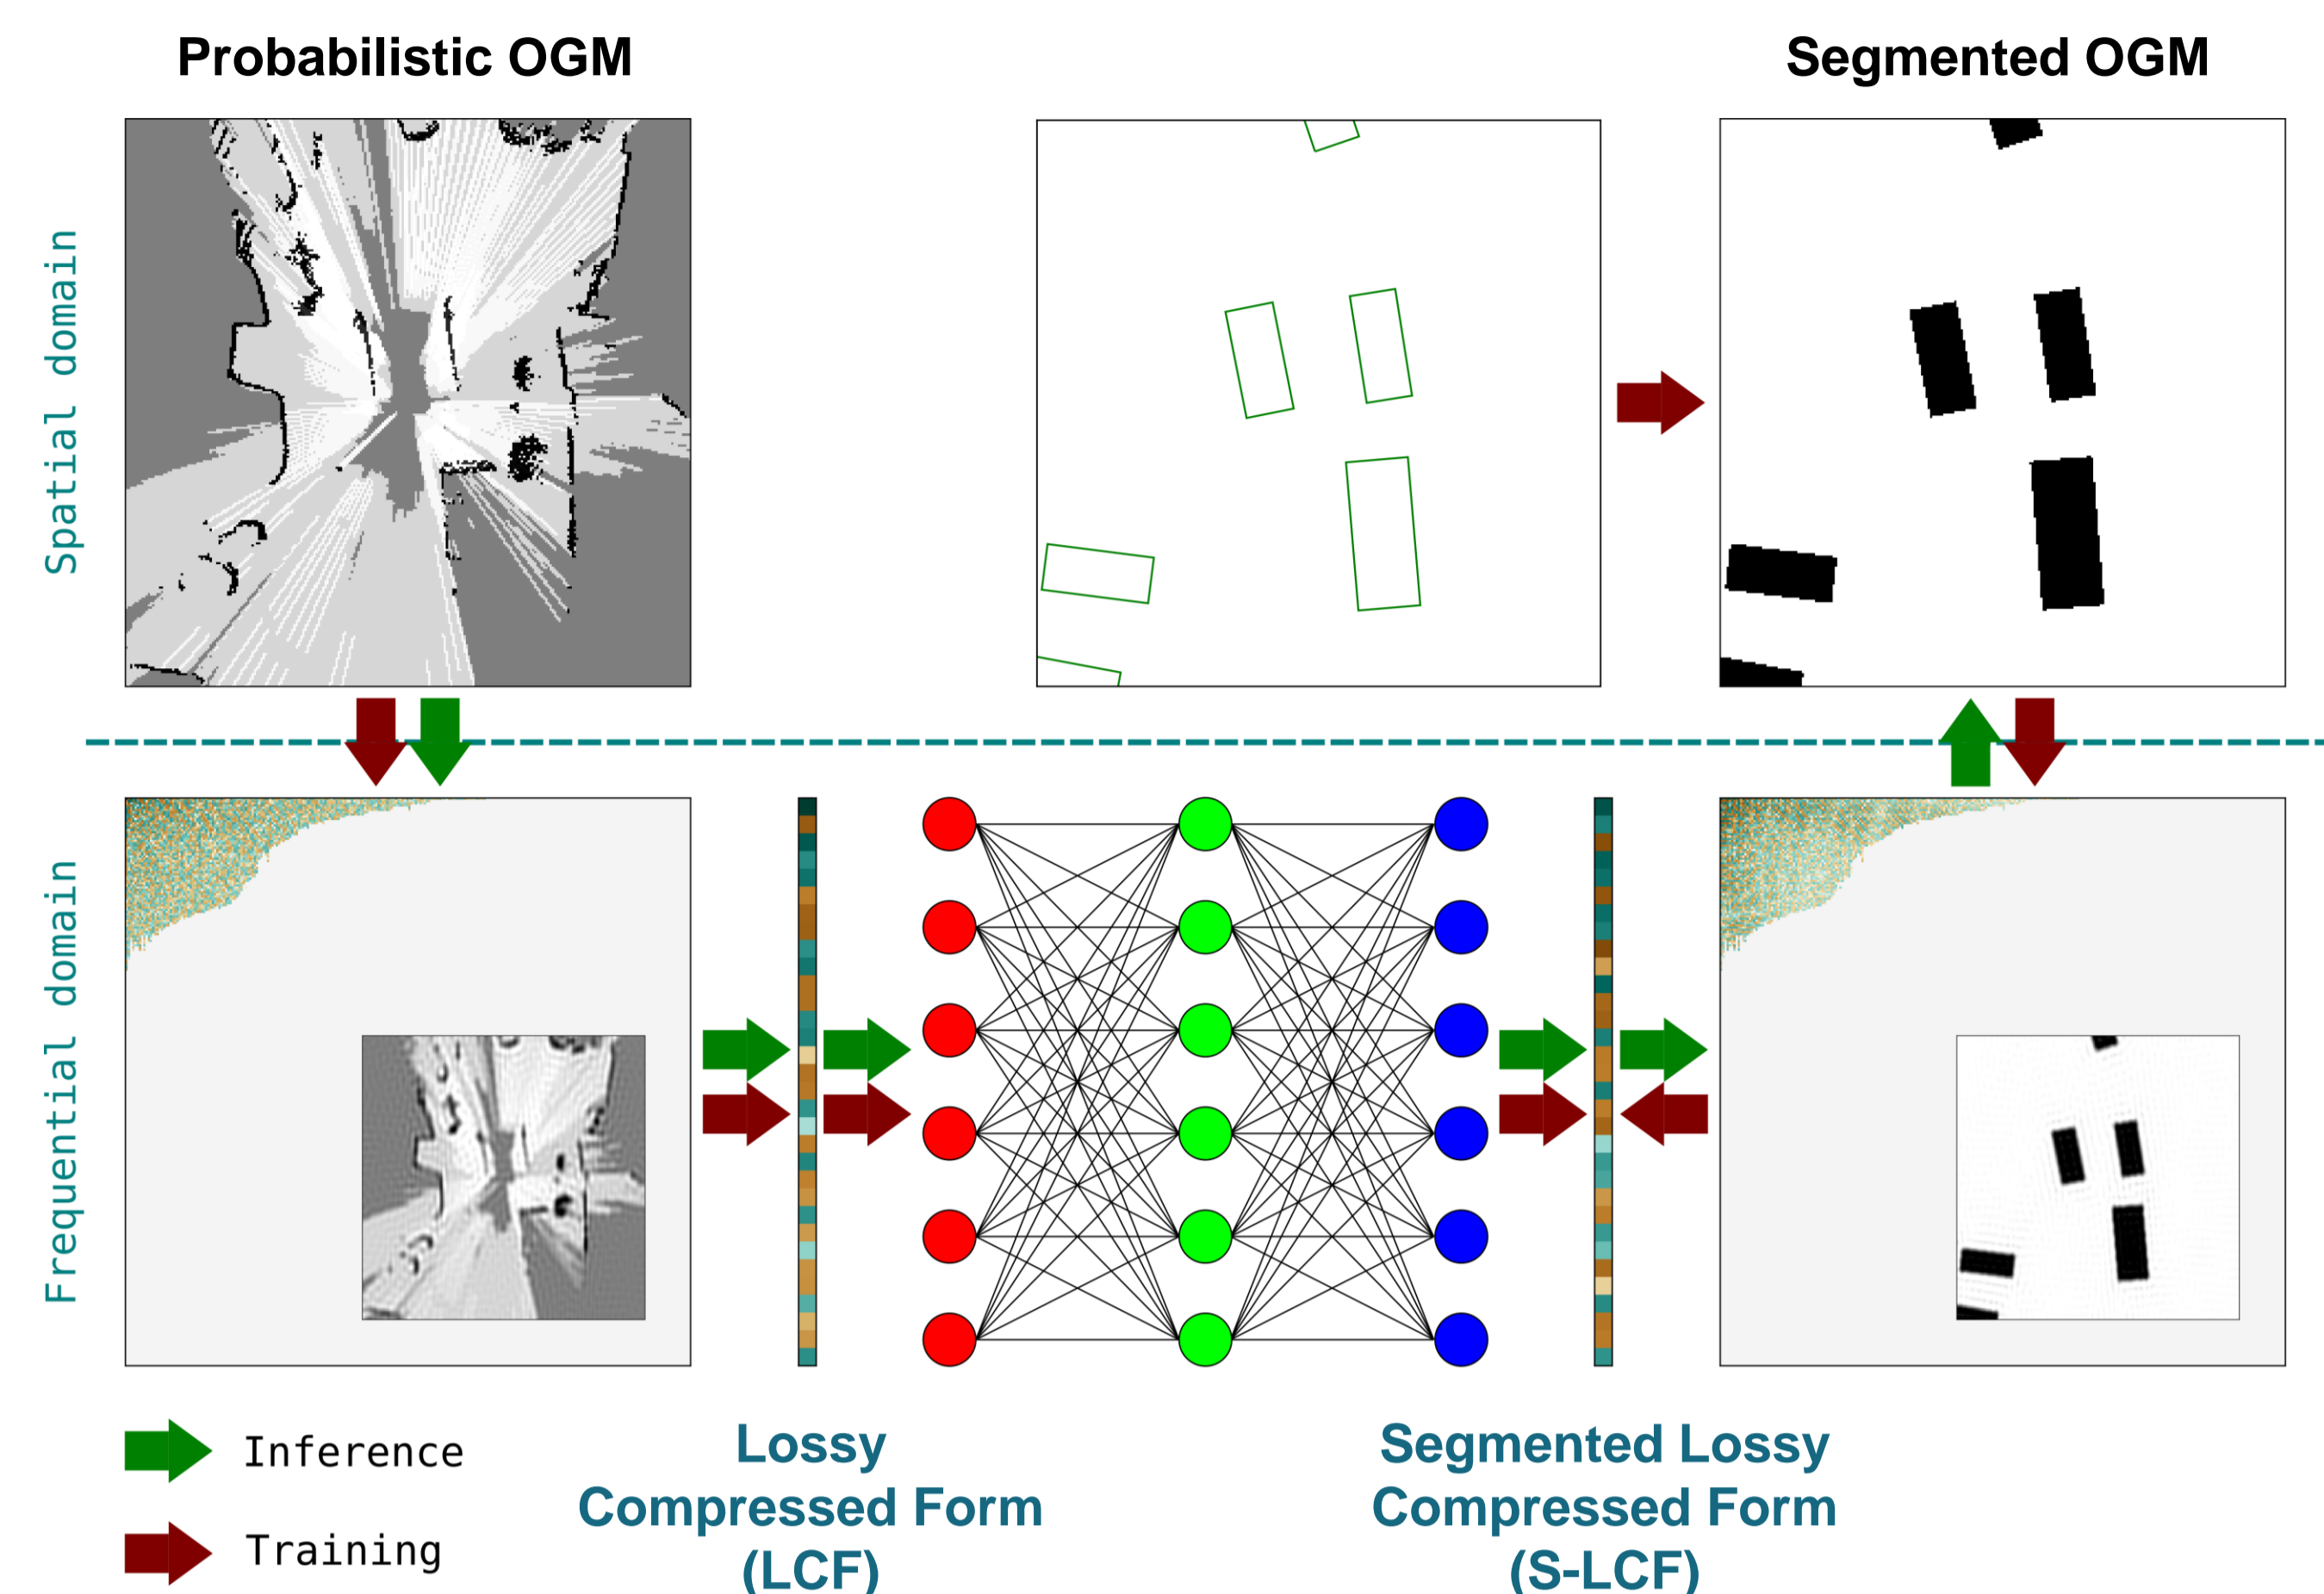 Probabilistic OGM
Segmented OGM
Spatial domain
Frequential domain
Inference
Training
Lossy
Compressed Form
(LCF)
Segmented Lossy
Compressed Form
(S-LCF)